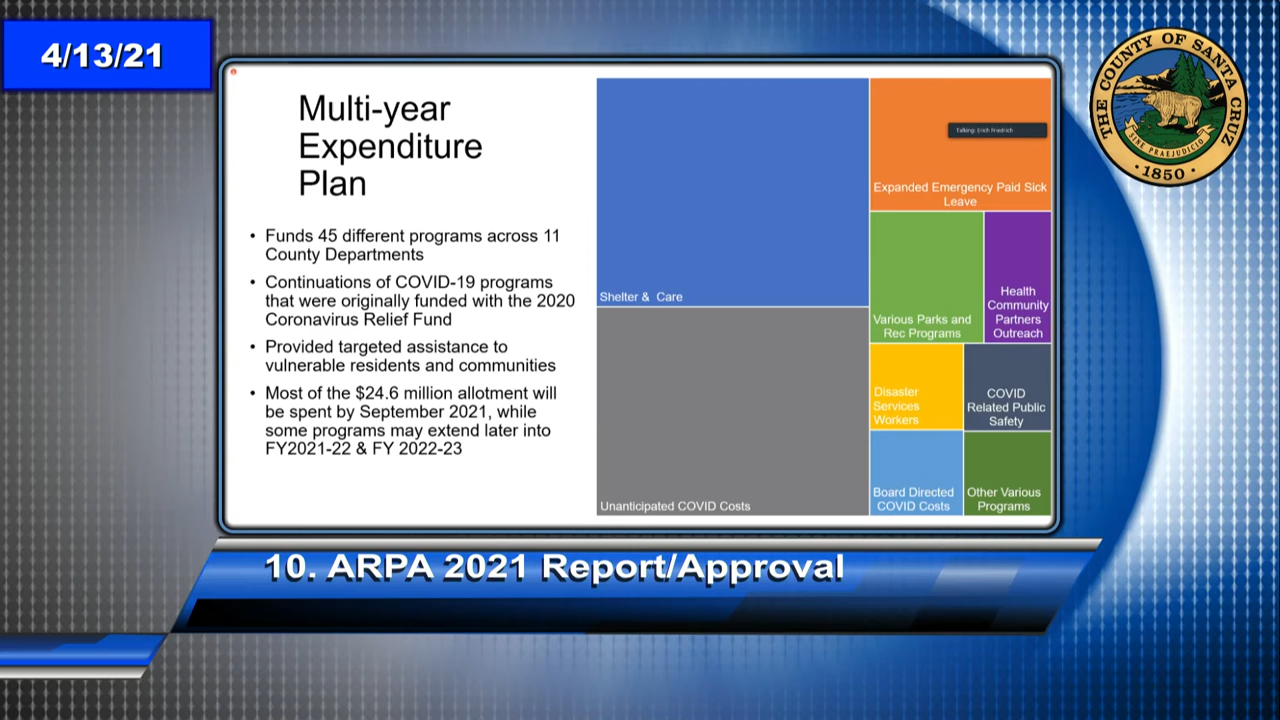 4/13/21
THE COUNTY OF SANTA CRUZ
SINE PRAEJUDICIO
• 1850 •
Multi-year
Expenditure
Plan
• Funds 45 different programs across 11
County Departments
• Continuations of COVID-19 programs
that were originally funded with the 2020
Coronavirus Relief Fund
• Provided targeted assistance to
vulnerable residents and communities
• Most of the $24.6 million allotment will
be spent by September 2021, while
some programs may extend later into
FY2021-22 & FY 2022-23
Shelter & Care
Unanticipated COVID Costs
Talking: Erich Friedrich
Expanded Emergency Paid Sick
Leave
Various Parks and
Rec Programs
Health
Community
Partners
Outreach
Disaster
Services
Workers
COVID
Related Public
Safety
Board Directed
COVID Costs
Other Various
Programs
10. ARPA 2021 Report/Approval